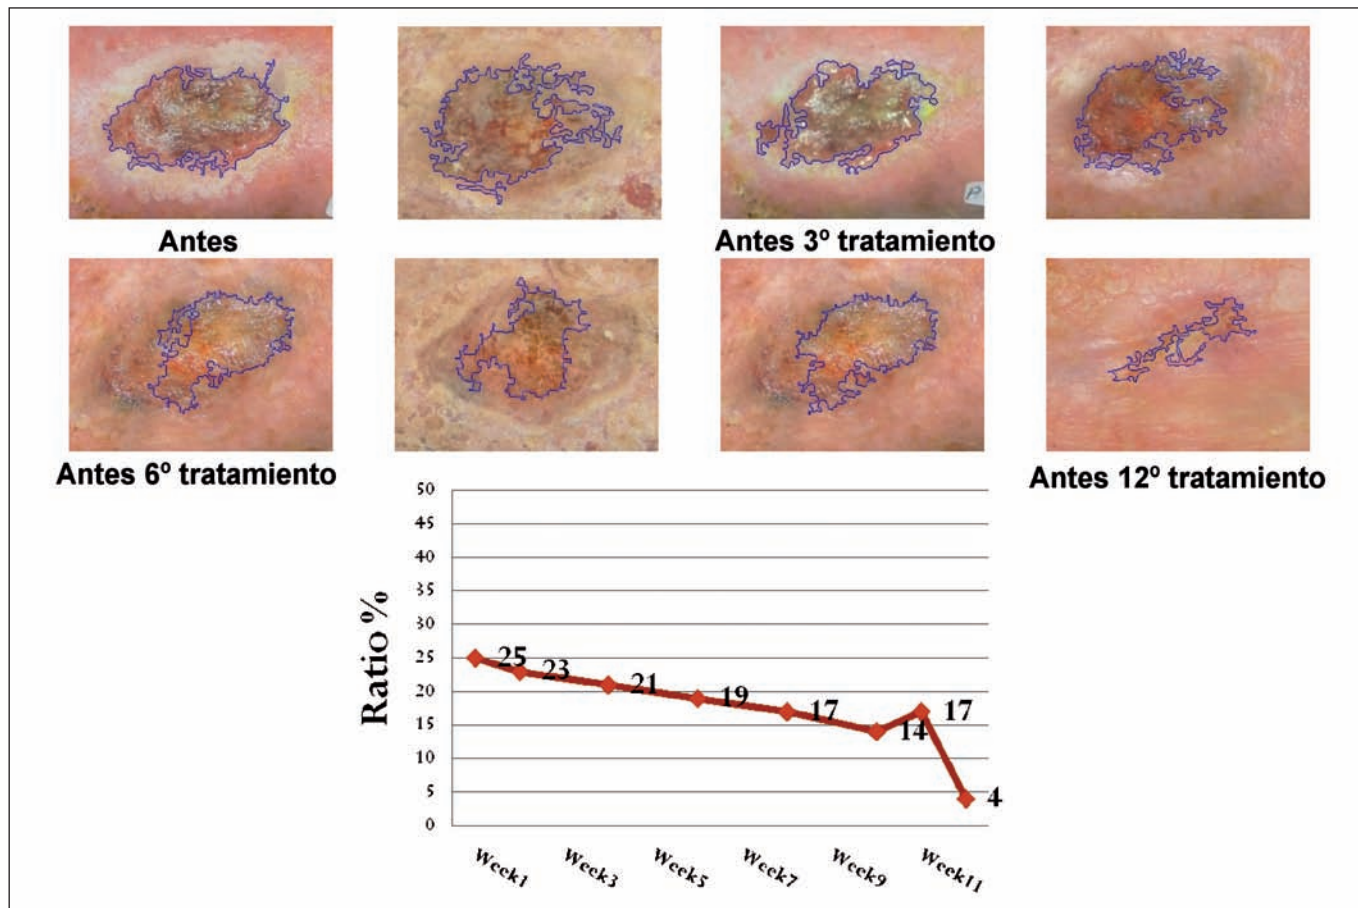 P
Antes
Antes 3º tratamiento
Antes 6º tratamiento
Antes 12º tratamiento
50
45
40
35
30
25
20
15
10
5
0
Ratio %
25
23
21
19
17
14
17
4
Week1
Week3
Week5
Week7
Week9
Week11